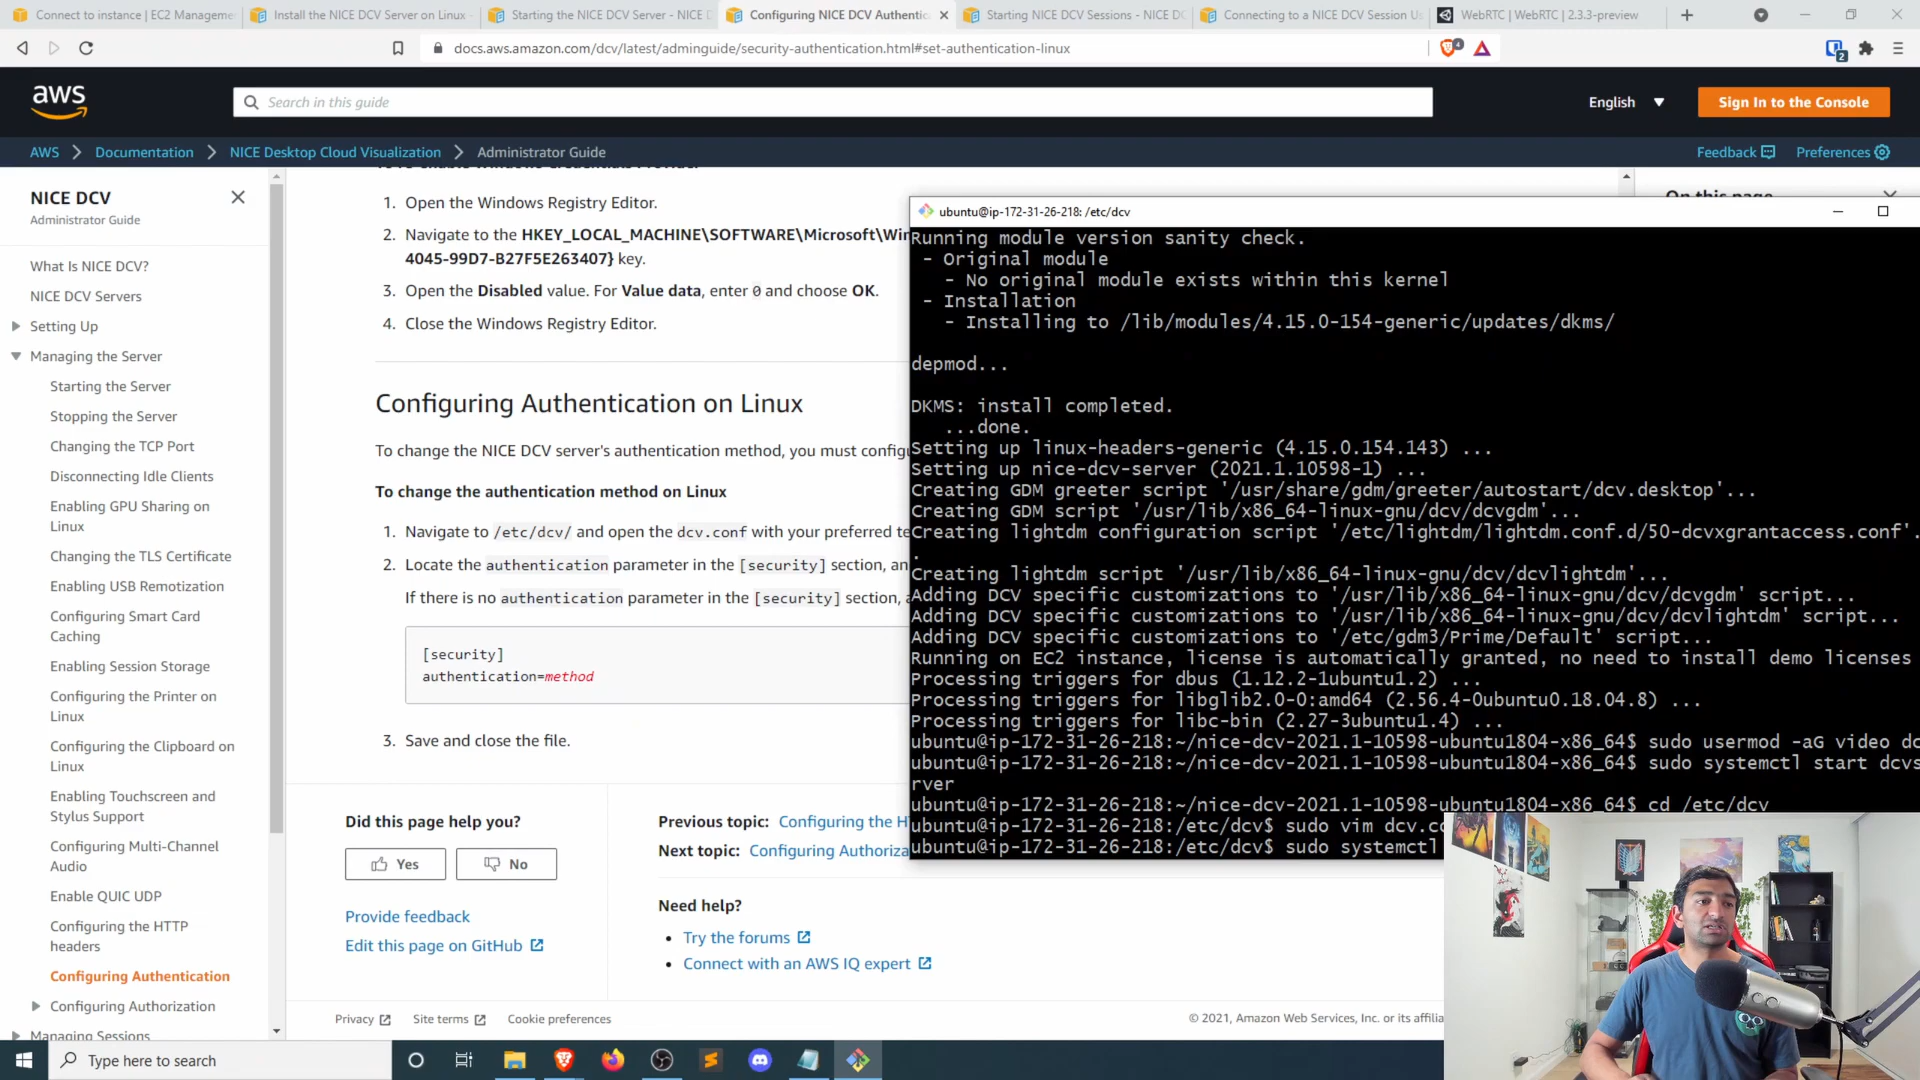 Connect to instance | EC2 Manageme
Install the NICE DCV Server on Linux
Starting the NICE DCV Server - NICE D
Configuring NICE DCV Authentic
Starting NICE DCV Sessions - NICE DC
Connecting to a NICE DCV Session Us
WebRTC | WebRTC | 2.3.3-preview
docs.aws.amazon.com/dcv/latest/adminguide/security-authentication.html#set-authentication-linux
4
2
aws
Search in this guide
English
Sign In to the Console
AWS
Documentation
NICE Desktop Cloud Visualization
Administrator Guide
Feedback
Preferences
NICE DCV
Administrator Guide
What Is NICE DCV?
NICE DCV Servers
Setting Up
Managing the Server
Starting the Server
Stopping the Server
Changing the TCP Port
Disconnecting Idle Clients
Enabling GPU Sharing on
Linux
Changing the TLS Certificate
Enabling USB Remotization
Configuring Smart Card
Caching
Enabling Session Storage
Configuring the Printer on
Linux
Configuring the Clipboard on
Linux
Enabling Touchscreen and
Stylus Support
Configuring Multi-Channel
Audio
Enable QUIC UDP
Configuring the HTTP
headers
Configuring Authentication
Configuring Authorization
Managing Sessions
1. Open the Windows Registry Editor.
2. Navigate to the HKEY_LOCAL_MACHINE\SOFTWARE\Microsoft\Win
4045-99D7-B27F5E263407} key.
3. Open the Disabled value. For Value data, enter 0 and choose OK.
4. Close the Windows Registry Editor.
Configuring Authentication on Linux
To change the NICE DCV server's authentication method, you must configu
To change the authentication method on Linux
1. Navigate to /etc/dcv/ and open the dcv.conf with your preferred te
2. Locate the authentication parameter in the [security] section, an
If there is no authentication parameter in the [security] section, a
[security]
authentication=method
3. Save and close the file.
Did this page help you?
Yes
No
Provide feedback
Edit this page on GitHub
Previous topic: Configuring the H
Next topic: Configuring Authoriza
Need help?
• Try the forums
• Connect with an AWS IQ expert
Privacy
Site terms
Cookie preferences
© 2021, Amazon Web Services, Inc. or its affilia
On this page
ubuntu@ip-172-31-26-218: /etc/dcv
Running module version sanity check.
- Original module
- No original module exists within this kernel
- Installation
- Installing to /lib/modules/4.15.0-154-generic/updates/dkms/
depmod...
DKMS: install completed.
...done.
Setting up linux-headers-generic (4.15.0.154.143) ...
Setting up nice-dcv-server (2021.1.10598-1) ...
Creating GDM greeter script '/usr/share/gdm/greeter/autostart/dcv.desktop'...
Creating GDM script '/usr/lib/x86_64-linux-gnu/dcv/dcvgdm'...
Creating lightdm configuration script '/etc/lightdm/lightdm.conf.d/50-dcvxgrantaccess.conf'.
.
Creating lightdm script '/usr/lib/x86_64-linux-gnu/dcv/dcvlightdm'...
Adding DCV specific customizations to '/usr/lib/x86_64-linux-gnu/dcv/dcvgdm' script...
Adding DCV specific customizations to '/usr/lib/x86_64-linux-gnu/dcv/dcvlightdm' script...
Adding DCV specific customizations to '/etc/gdm3/Prime/Default' script...
Running on EC2 instance, license is automatically granted, no need to install demo licenses
Processing triggers for dbus (1.12.2-1ubuntu1.2) ...
Processing triggers for libglib2.0-0:amd64 (2.56.4-0ubuntu0.18.04.8) ...
Processing triggers for libc-bin (2.27-3ubuntu1.4) ...
ubuntu@ip-172-31-26-218:~/nice-dcv-2021.1-10598-ubuntu1804-x86_64$ sudo usermod -aG video dc
ubuntu@ip-172-31-26-218:~/nice-dcv-2021.1-10598-ubuntu1804-x86_64$ sudo systemctl start dcvs
rver
ubuntu@ip-172-31-26-218:~/nice-dcv-2021.1-10598-ubuntu1804-x86_64$ cd /etc/dcv
ubuntu@ip-172-31-26-218:/etc/dcv$ sudo vim dcv.co
ubuntu@ip-172-31-26-218:/etc/dcv$ sudo systemctl
Type here to search